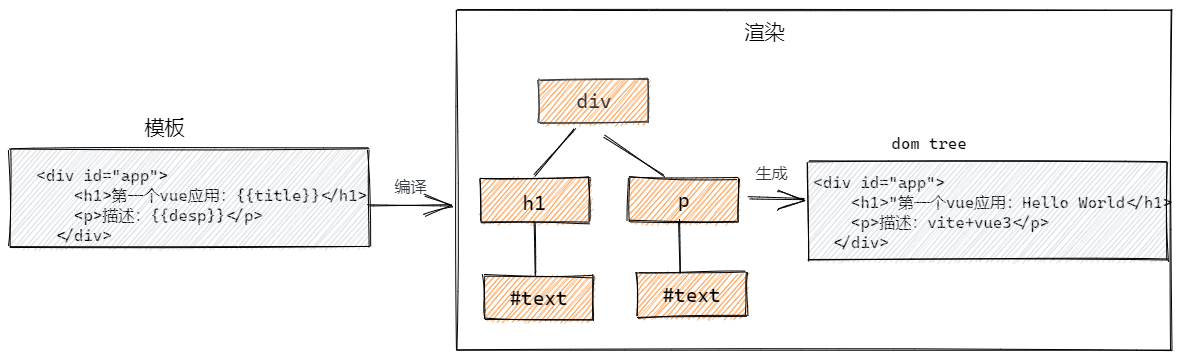 模板
<div id="app">
<h1>第一个vue应用：{{title}}</h1>
<p>描述：{{desp}}</p>
</div>
编译
渲染
div
h1
p
#text
#text
生成
dom tree
<div id="app">
<h1>"第一个vue应用：Hello World</h1>
<p>描述：vite+vue3</p>
</div>